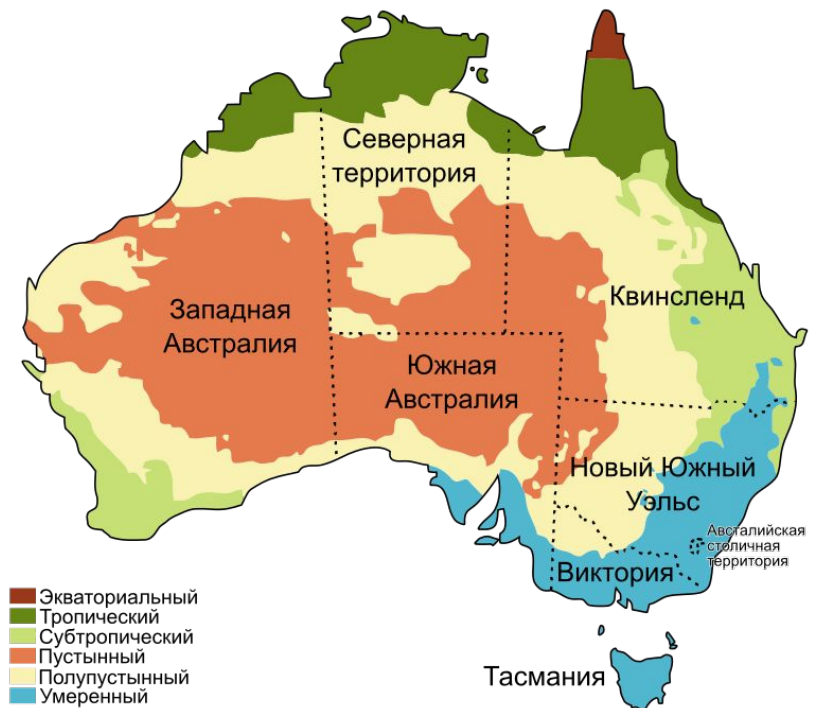 Северная
территория
Квинсленд
Западная
Австралия
Южная
Австралия
Новый Южный
Уэльс
Австалийская
столичная
территория
Виктория
Тасмания
Экваториальный
Тропический
Субтропический
Пустынный
Полупустынный
Умеренный